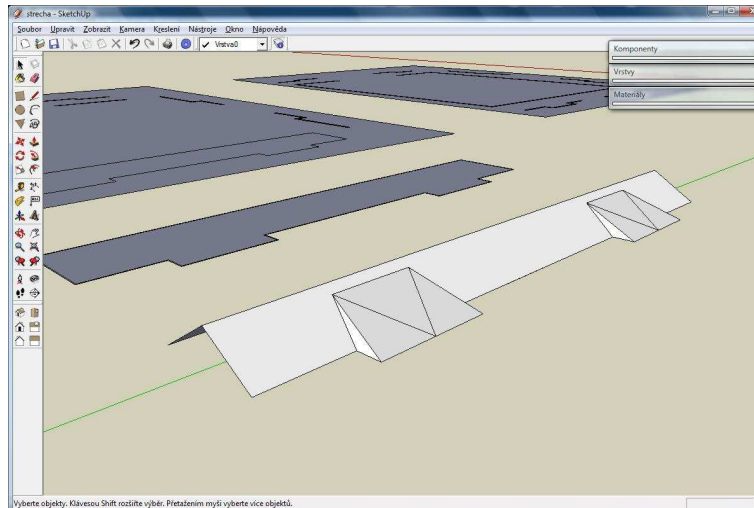 strecha - SketchUp
Soubor Upravit Zobrazit Kamera Kreslení Nástroje Okno Nápověda
Vrstva0
Komponenty
Vrstvy
Materiály
Vyberte objekty. Klávesou Shift rozšíříte výběr. Přetažením myši vyberte více objektů.